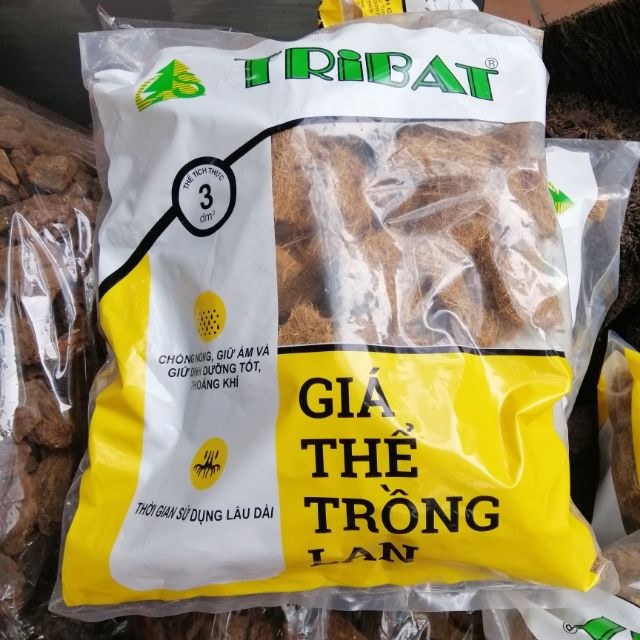 TRiBAT®
THỂ TÍCH THỰC
3
dm³
CHỐNG NÓNG, GIỮ ẨM VÀ
GIỮ DINH DƯỠNG TỐT,
THOÁNG KHÍ
THỜI GIAN SỬ DỤNG LÂU DÀI
GIÁ
THỂ
TRỒNG
LAN